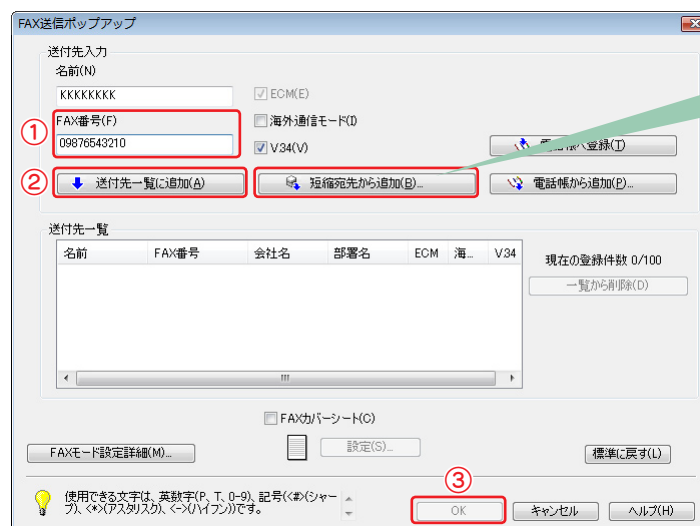 FAX送信ポップアップ
送付先入力
名前(N)
KKKKKKKK
ECM(E)
① FAX番号(F)
海外通信モード(I)
09876543210
V34(V)
登録(T)
② 送付先一覧に追加(A)
短縮宛先から追加(B)...
電話帳から追加(P)...
送付先一覧
名前 FAX番号 会社名 部署名 ECM 海... V34
現在の登録件数 0/100
一覧から削除(D)
FAXカバーシート(C)
FAXモード設定詳細(M)...
設定(S)...
標準に戻す(L)
使用できる文字は、英数字(P、T、0-9)、記号(<#>(シャー
プ)、<*>(アスタリスク)、<->(ハイフン))です。
③
OK キャンセル ヘルプ(H)